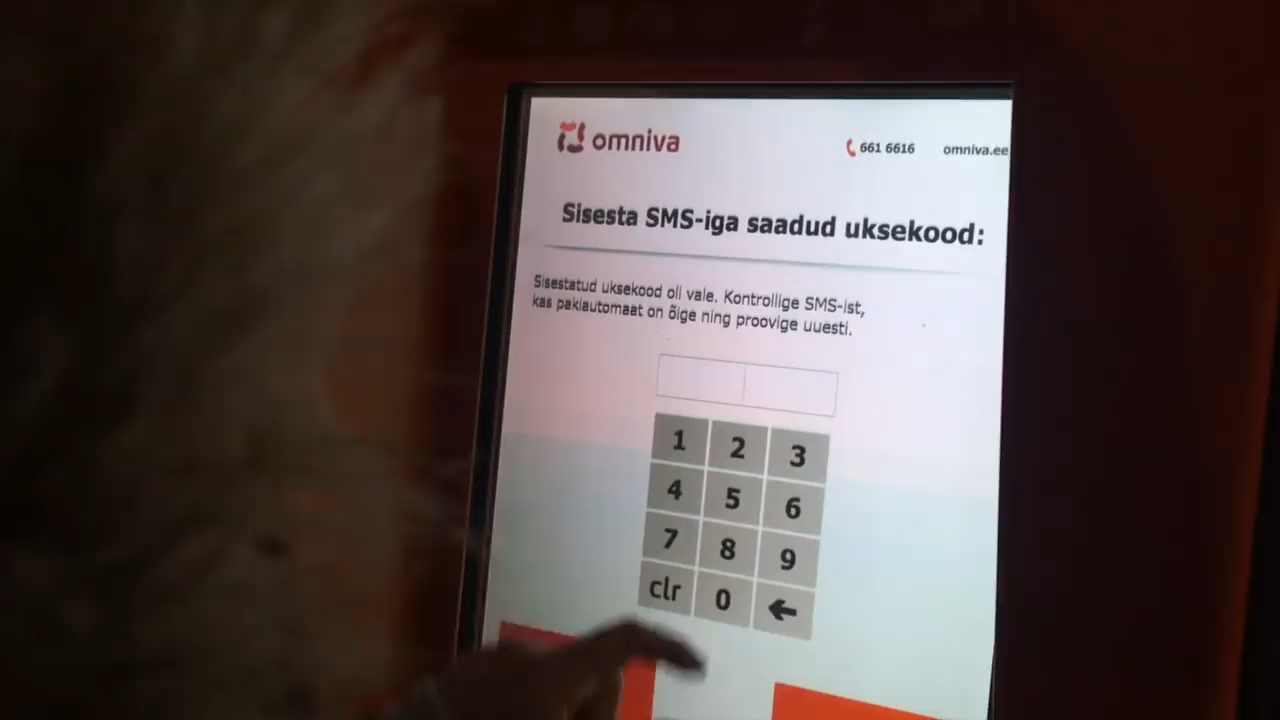 omniva
661 6616
omniva.ee
Sisesta SMS-iga saadud uksekood:
Sisestatud uksekood oli vale. Kontrollige SMS-ist,
kas pakiautomaat on õige ning proovige uuesti.
1 2 3
4 5 6
7 8 9
clr 0